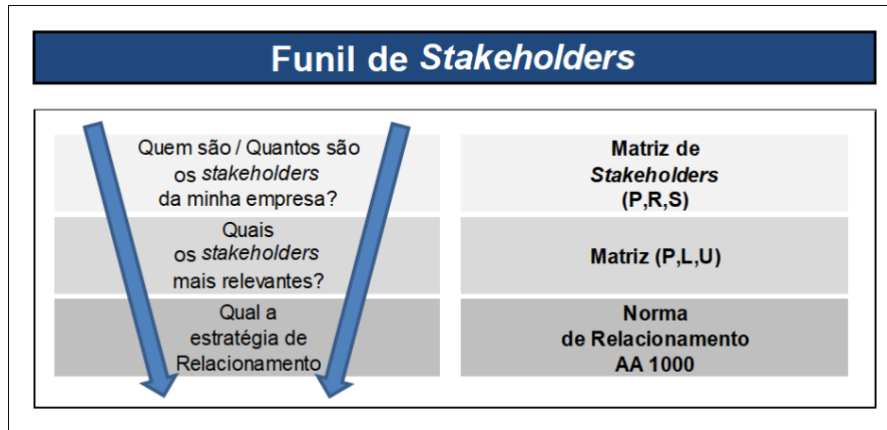 Funil de Stakeholders
Quem são / Quantos são
os stakeholders
da minha empresa?
Matriz de
Stakeholders
(P,R,S)
Quais
os stakeholders
mais relevantes?
Matriz (P,L,U)
Qual a
estratégia de
Relacionamento
Norma
de Relacionamento
AA 1000